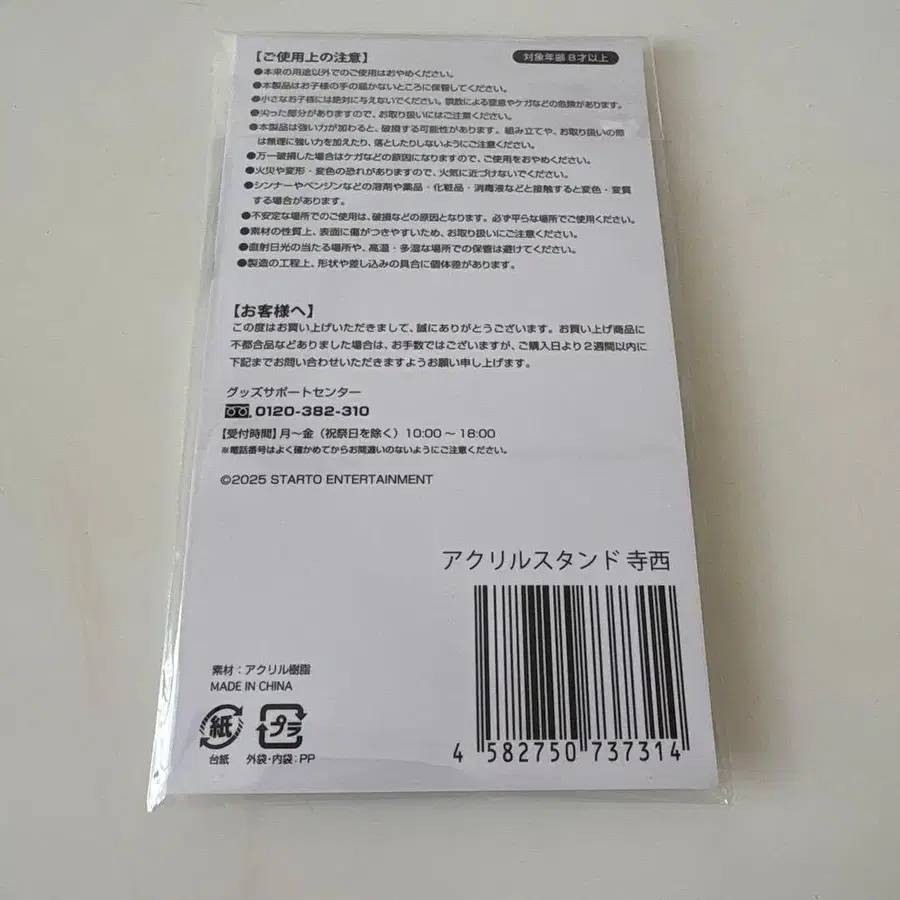 【ご使用上の注意】
対象年齢 8才以上
●本来の用途以外でのご使用はおやめください。
●本製品はお子様の手の届かないところに保管してください。
●小さなお子様には絶対に与えないでください。誤飲による窒息やケガなどの危険があります。
●尖った部分がありますので、お取り扱いにはご注意ください。
●本製品は強い力が加わると、破損する可能性があります。組み立てや、お取り扱いの際
は無理に強い力を加えたり、落としたりしないようにご注意ください。
●万一破損した場合はケガなどの原因になりますので、ご使用をおやめください。
●火災や変形・変色の恐れがありますので、火気に近づけないでください。
●シンナーやベンジンなどの溶剤や薬品・化粧品・消毒液などと接触すると変色・変質
する場合があります。
●不安定な場所でのご使用は、破損などの原因となります。必ず平らな場所でご使用ください。
●素材の性質上、表面に傷がつきやすいため、お取り扱いにご注意ください。
●直射日光の当たる場所や、高温・多湿な場所での保管は避けてください。
●製造の工程上、形状や差し込みの具合に個体差があります。
【お客様へ】
この度はお買い上げいただきまして、誠にありがとうございます。お買い上げ商品に
不都合品などありました場合は、お手数ではございますが、ご購入日より2週間以内に
下記までお問い合わせいただきますようお願い申し上げます。
グッズサポートセンター
0120-382-310
【受付時間】月～金（祝祭日を除く）10:00～18:00
※電話番号はよく確かめてからお間違いのないようにご注意ください。
©2025 STARTO ENTERTAINMENT
アクリルスタンド 寺西
素材：アクリル樹脂
MADE IN CHINA
紙 プラ
台紙 外袋・内袋：PP
4 582750 737314